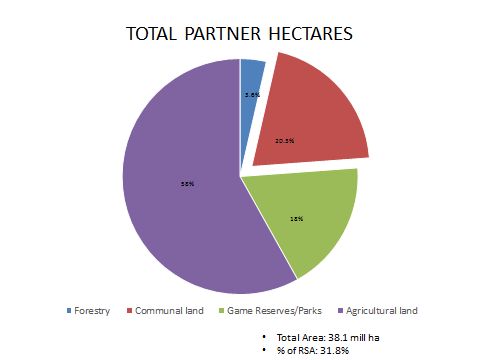 TOTAL PARTNER HECTARES
3.6%
20.3%
58%
18%
Forestry
Communal land
Game Reserves/Parks
Agricultural land
• Total Area: 38.1 mill ha
• % of RSA: 31.8%